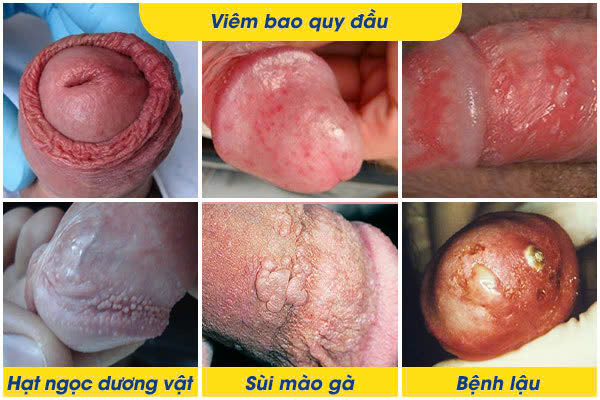 Viêm bao quy đầu
Hạt ngọc dương vật
Sùi mào gà
Bệnh lậu